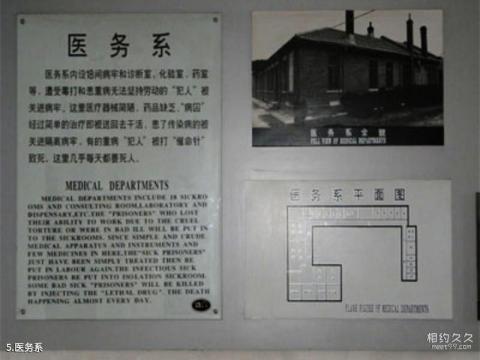 医务系
医务系内设18间病牢和诊断室，化验室，药室
等，遭受毒打和患重病无法坚持劳动的“犯人”被
关进病牢。这里医疗器械简陋，药品缺乏，“病囚”
经过简单的治疗即被送回去干活，患了传染病的被
关进隔离病牢，有的重病“犯人”被打“催命针”
致死，这里几乎每天都要死人。
MEDICAL DEPARTMENTS
MEDICAL DEPARTMENTS INCLUDE 18 SICKRO
OMS AND CONSULTING ROOM,LABORATORY AND
DISPENSARY,ETC.THE "PRISONERS" WHO LOST
THEIR ABILITY TO WORK DUE TO THE CRUEL
TORTURE OR WERE IN BAD ILL WILL BE PUT IN
TO THE SICKROOMS. SINCE SIMPLE AND CRUDE
MEDICAL APPARATUS AND INSTRUMENTS AND
FEW MEDICINES IN HERE,THE"SICK PRISONERS"
JUST HAVE BEEN SIMPLY TREATED THEN BE
PUT IN LABOUR AGAIN,THE INFECTIOUS SICK
PRISONERS BE PUT INTO ISOLATION SICKROOM.
SOME BAD SICK "PRISONERS" WILL BE KILLED
BY INJECTING THE "LETHAL DRUG". THE DEATH
HAPPENING ALMOST EVERY DAY.
医务系全貌
FULL VIEW OF MEDICAL DEPARTMENTS
医务系平面图
PLANE FIGURE OF MEDICAL DEPARTMENTS
5.医务系
相约久久
meet99.com